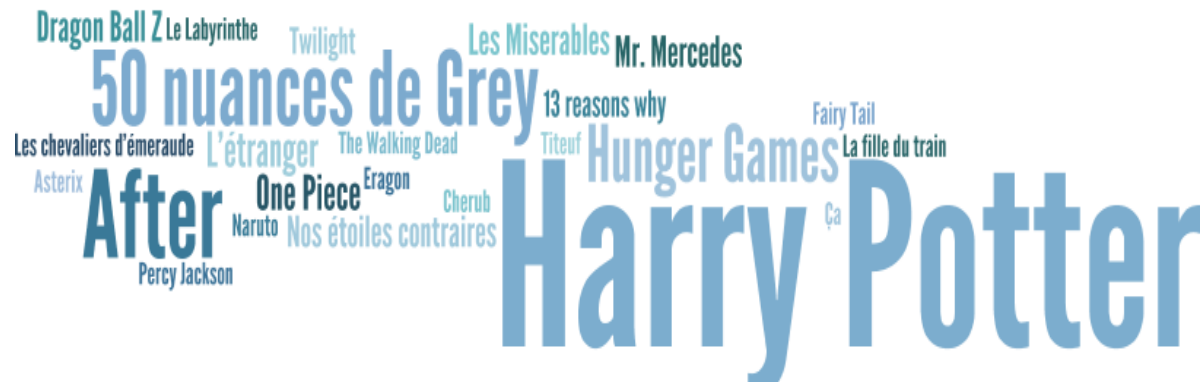 Dragon Ball Z
Le Labyrinthe
Twilight
Les Miserables
Mr. Mercedes
50 nuances de Grey
13 reasons why
Fairy Tail
Les chevaliers d'émeraude
L'étranger
The Walking Dead
Titeuf
Hunger Games
La fille du train
Asterix
After
One Piece
Eragon
Cherub
Harry Potter
Ça
Naruto
Nos étoiles contraires
Percy Jackson